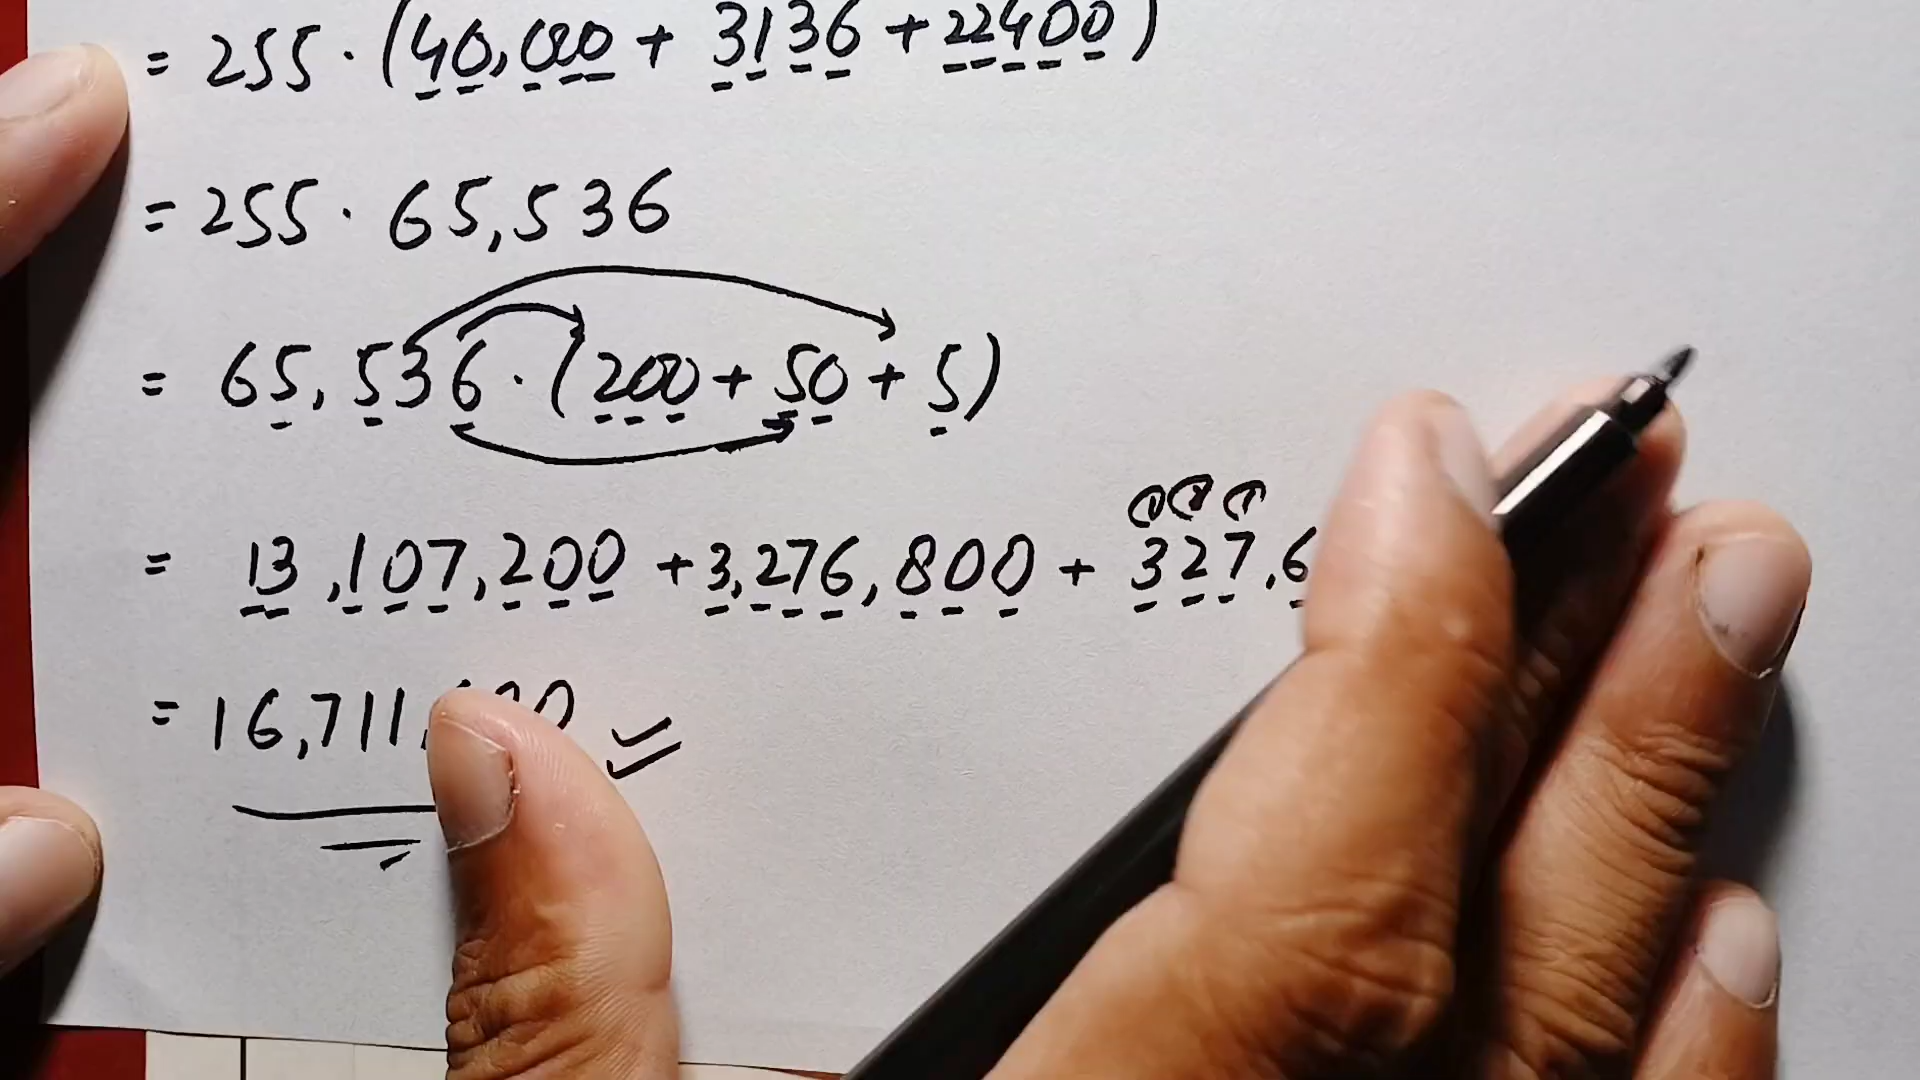 = 255 · (40,000 + 3136 + 22400)
= 255 · 65,536
= 65,536 · (200 + 50 + 5)
= 13,107,200 + 3,276,800 + 327,6
= 16,711,